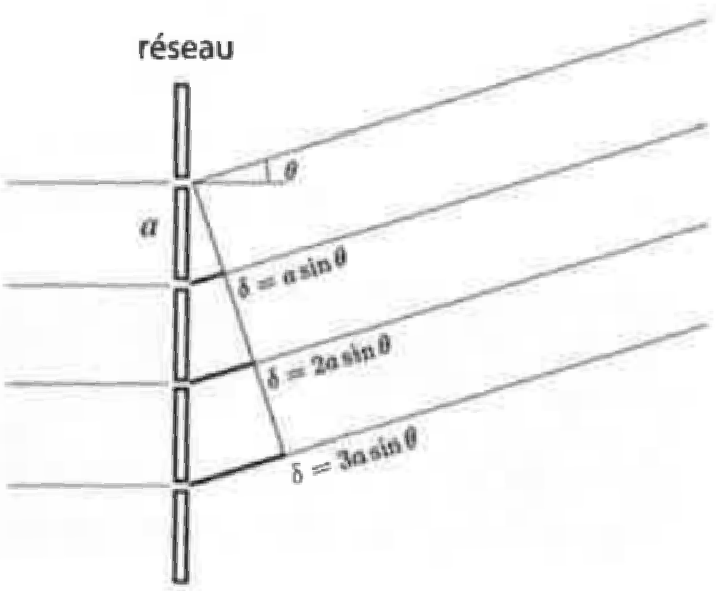 réseau
θ
a
δ = a sin θ
δ = 2a sin θ
δ = 3a sin θ